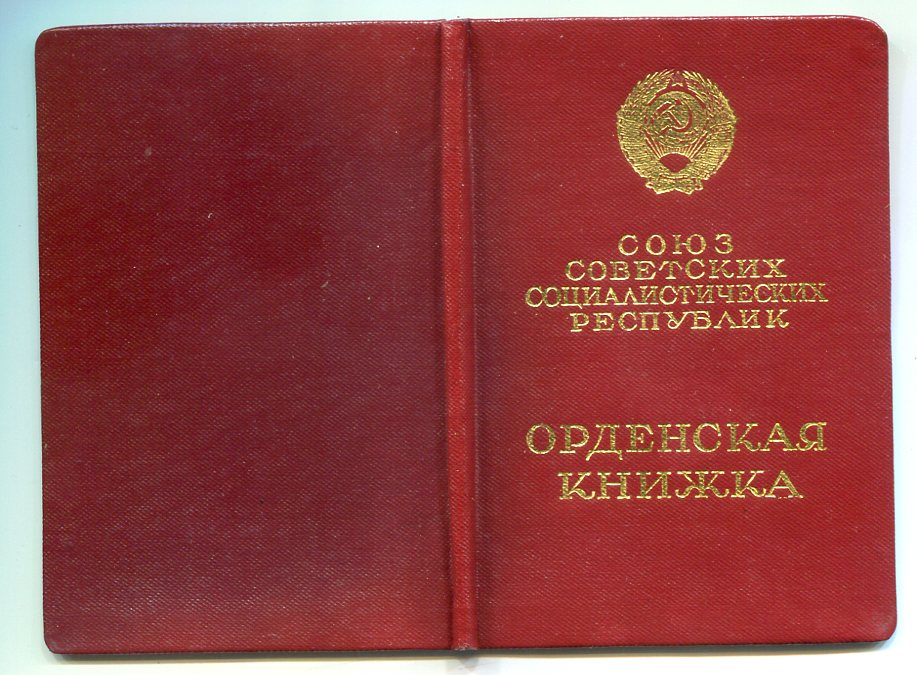 СОЮЗ
СОВЕТСКИХ
СОЦИАЛИСТИЧЕСКИХ
РЕСПУБЛИК
ОРДЕНСКАЯ
КНИЖКА